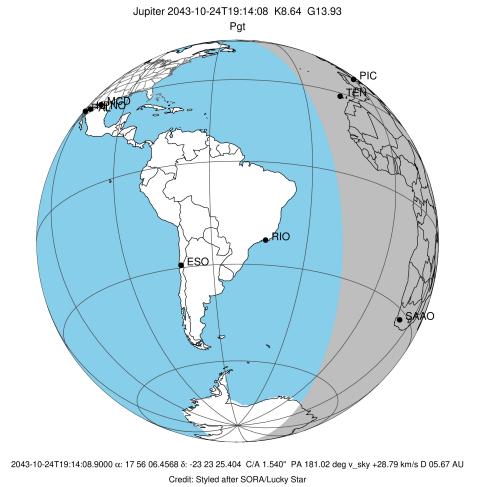 Jupiter 2043-10-24T19:14:08 K8.64 G13.93
Pgt
PIC
TEN
MCD
RIO
ESO
SAAO
2043-10-24T19:14:08.9000 α: 17 56 06.4568 δ: -23 23 25.404 C/A 1.540" PA 181.02 deg v_sky +28.79 km/s D 05.67 AU
Credit: Styled after SORA/Lucky Star